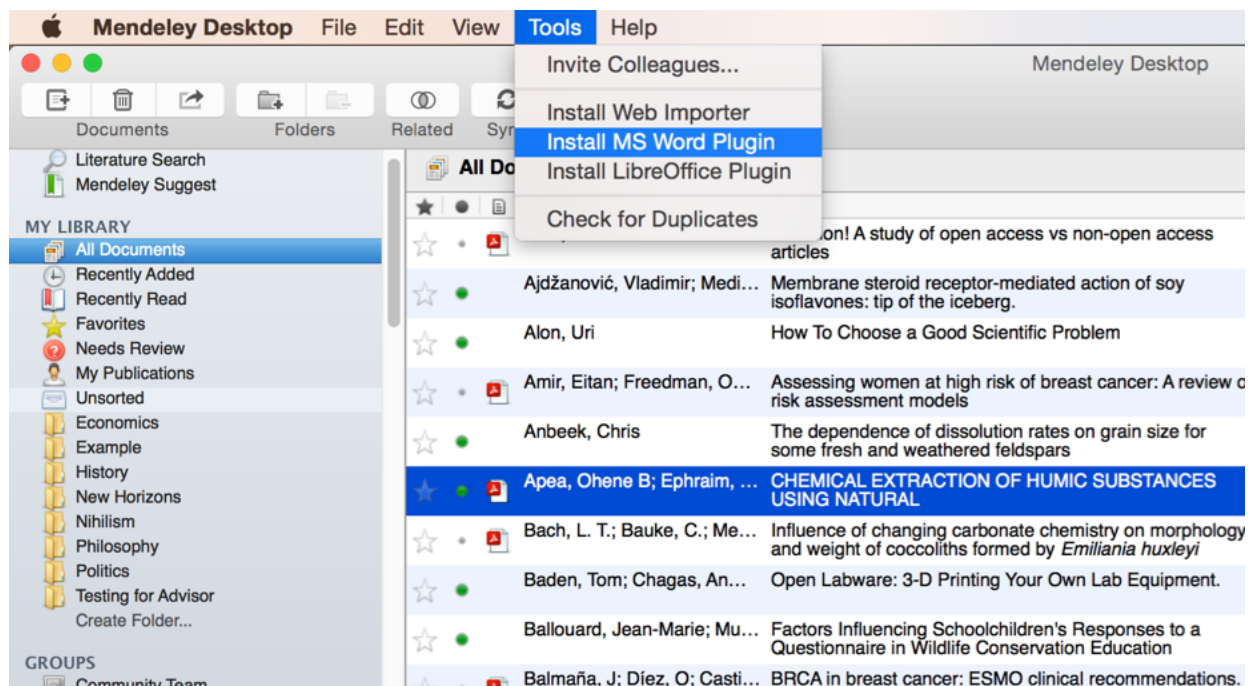 Mendeley Desktop File Edit View Tools Help
Invite Colleagues...
Mendeley Desktop
Install Web Importer
Install MS Word Plugin
Install LibreOffice Plugin
Check for Duplicates
Documents Folders Related
Literature Search
Mendeley Suggest
MY LIBRARY
All Documents
Recently Added
Recently Read
Favorites
Needs Review
My Publications
Unsorted
Economics
Example
History
New Horizons
Nihilism
Philosophy
Politics
Testing for Advisor
Create Folder...
GROUPS
Community Team
All Do
on! A study of open access vs non-open access
articles
Ajdžanović, Vladimir; Medi... Membrane steroid receptor-mediated action of soy
isoflavones: tip of the iceberg.
Alon, Uri How To Choose a Good Scientific Problem
Amir, Eitan; Freedman, O... Assessing women at high risk of breast cancer: A review o
risk assessment models
Anbeek, Chris The dependence of dissolution rates on grain size for
some fresh and weathered feldspars
Apea, Ohene B; Ephraim, ... CHEMICAL EXTRACTION OF HUMIC SUBSTANCES
USING NATURAL
Bach, L. T.; Bauke, C.; Me... Influence of changing carbonate chemistry on morphology
and weight of coccoliths formed by Emiliania huxleyi
Baden, Tom; Chagas, An... Open Labware: 3-D Printing Your Own Lab Equipment.
Ballouard, Jean-Marie; Mu... Factors Influencing Schoolchildren's Responses to a
Questionnaire in Wildlife Conservation Education
Balmaña, J; Díez, O; Casti... BRCA in breast cancer: ESMO clinical recommendations.